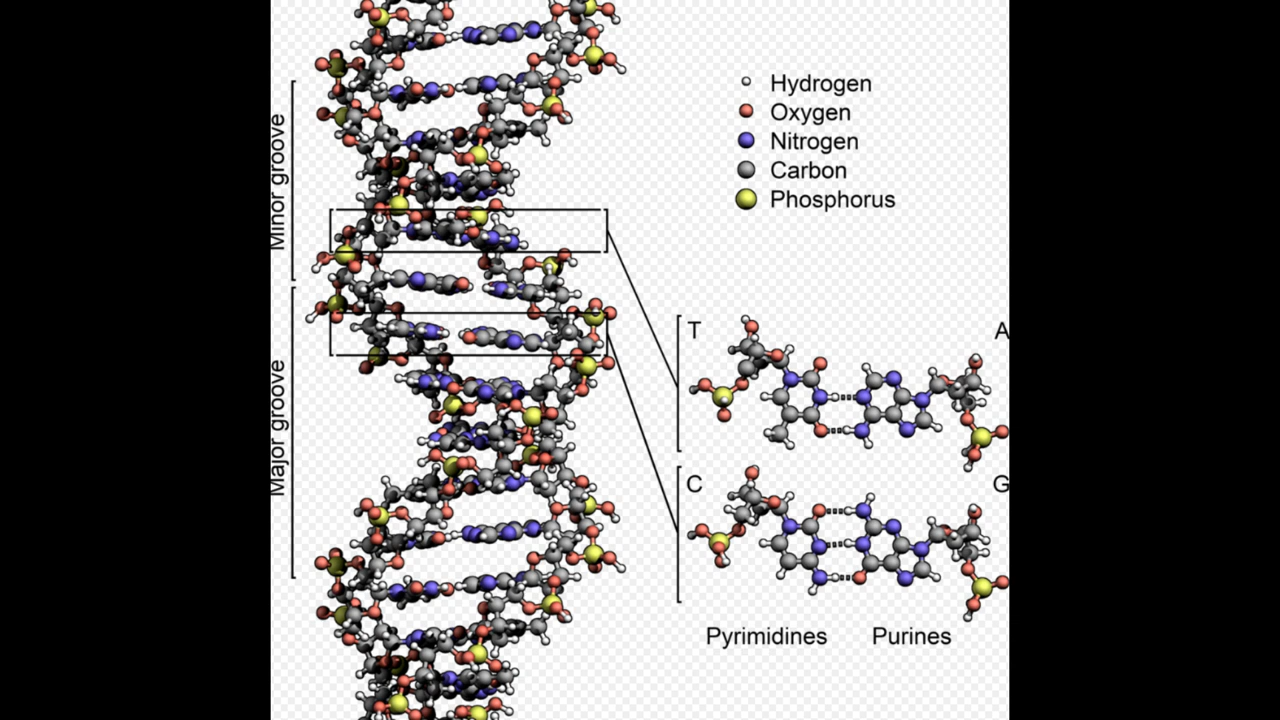 Hydrogen
Oxygen
Nitrogen
Carbon
Phosphorus
Minor groove
Major groove
T A
C G
Pyrimidines Purines